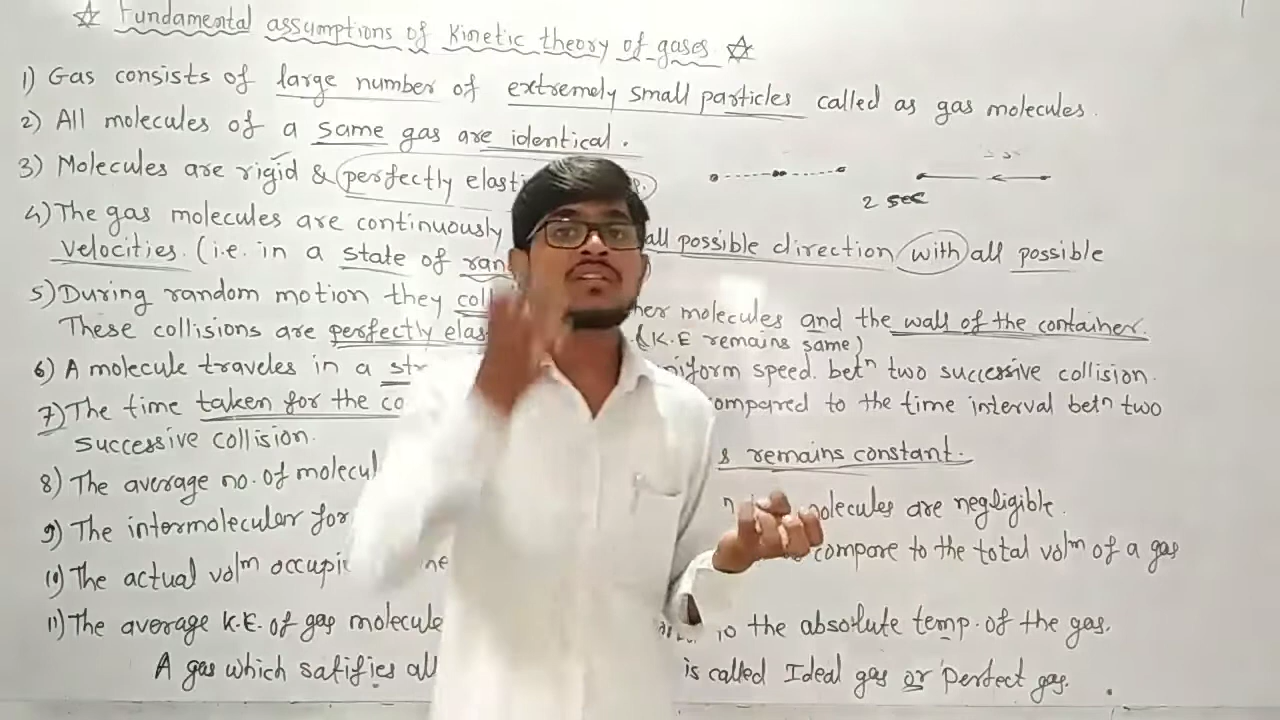 ☆ Fundamental assumptions of Kinetic theory of gases. ☆
1) Gas consists of large number of extremely small particles called as gas molecules.
2) All molecules of a same gas are identical.
3) Molecules are rigid & perfectly elasti
2 sec
4) The gas molecules are continuously all possible direction with all possible
velocities. (i.e. in a state of ran
5) During random motion they coll her molecules and the wall of the container.
These collisions are perfectly elas (K.E remains same)
6) A molecule traveles in a str niform speed. betn two successive collision.
7) The time taken for the co ompared to the time interval betn two
successive collision.
8) The average no. of molecul s remains constant.
9) The intermolecular for molecules are negligible.
10) The actual volm occupi compare to the total volm of a gas
11) The average K.E. of gas molecule to the absolute temp. of the gas.
A gas which satifies all is called Ideal gas or perfect gas.